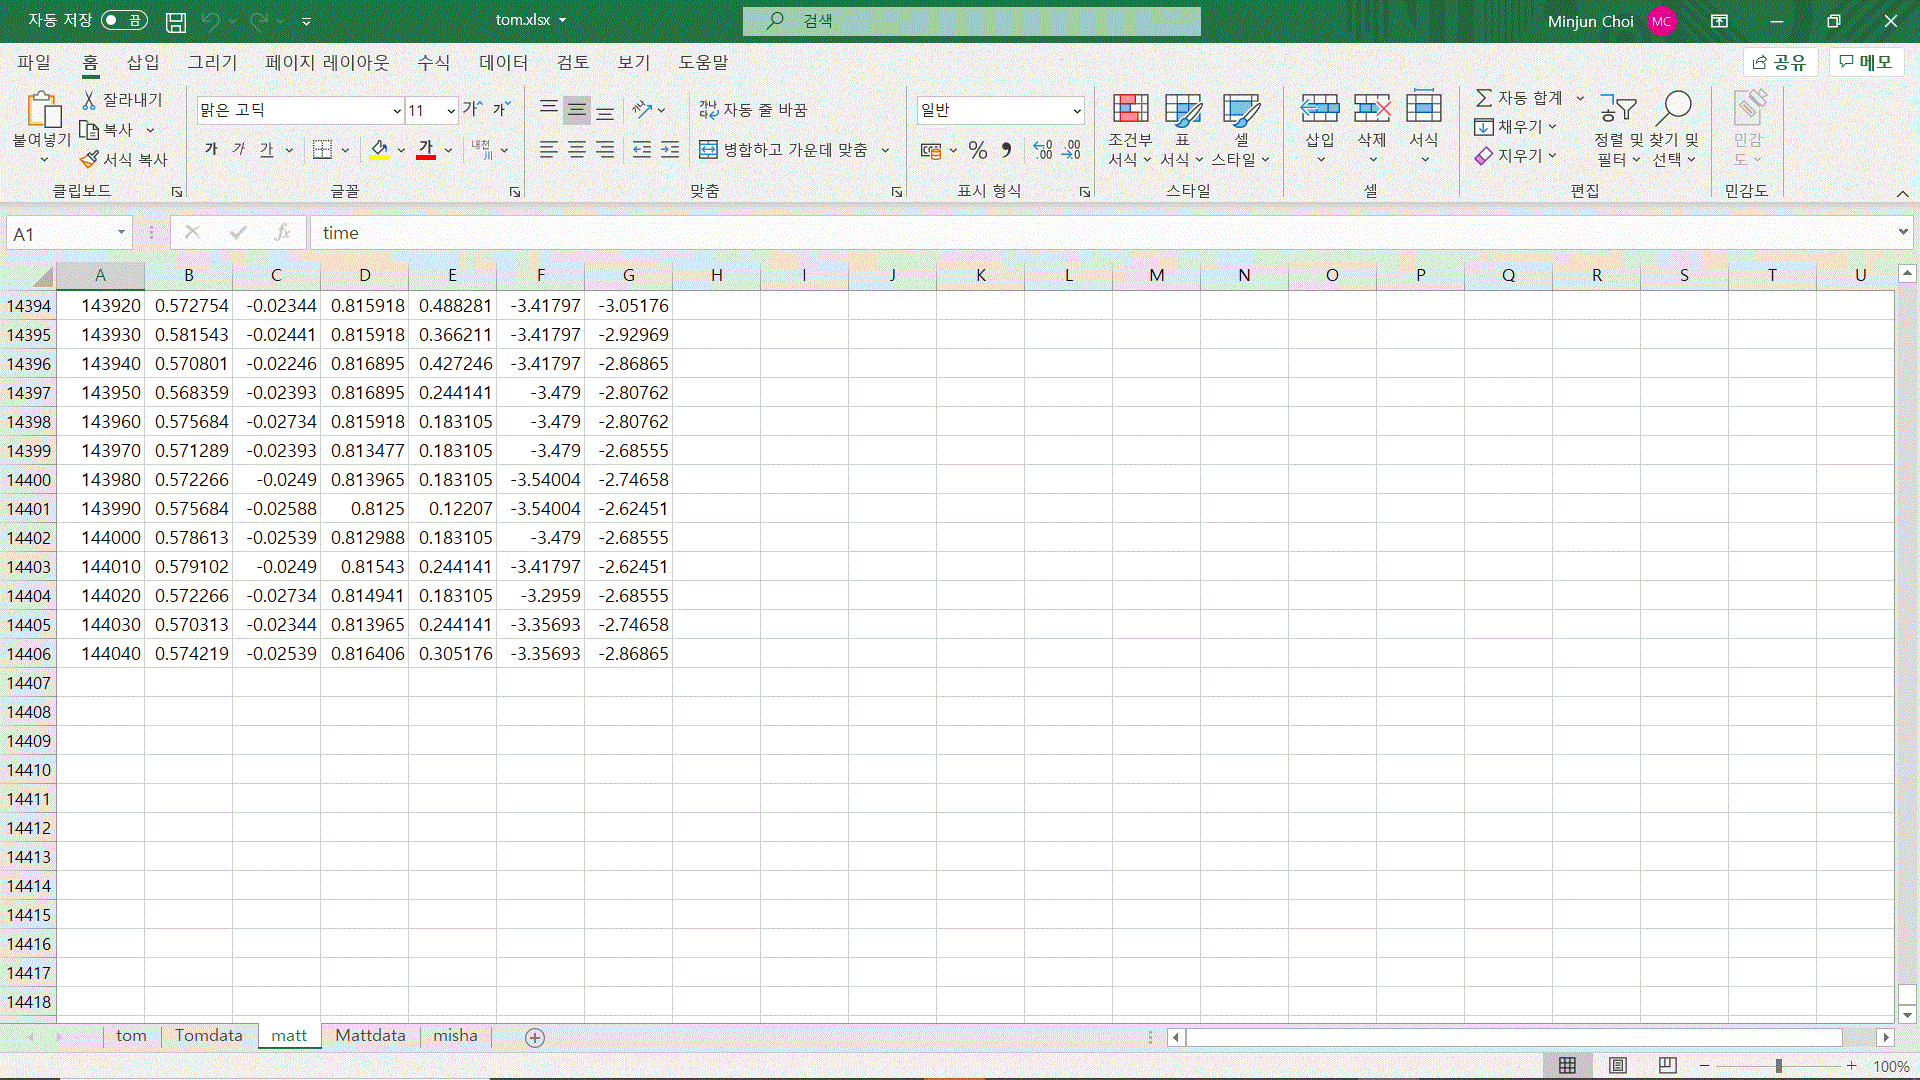 자동 저장 끔 tom.xlsx 검색 Minjun Choi MC
파일 홈 삽입 그리기 페이지 레이아웃 수식 데이터 검토 보기 도움말 공유 메모
붙여넣기 잘라내기 복사 서식 복사 클립보드
맑은 고딕 11 가 가
가 가 가 가 내천 川 글꼴
가나 다라 자동 줄 바꿈
병합하고 가운데 맞춤 맞춤
일반
% 9 .00 .00 표시 형식
조건부 서식 표 서식 셀 스타일 스타일
삽입 삭제 서식 셀
자동 합계 채우기 지우기 정렬 및 필터 찾기 및 선택 편집
민감도 민감도
A1 fx time
A B C D E F G H I J K L M N O P Q R S T U
14394 143920 0.572754 -0.02344 0.815918 0.488281 -3.41797 -3.05176
14395 143930 0.581543 -0.02441 0.815918 0.366211 -3.41797 -2.92969
14396 143940 0.570801 -0.02246 0.816895 0.427246 -3.41797 -2.86865
14397 143950 0.568359 -0.02393 0.816895 0.244141 -3.479 -2.80762
14398 143960 0.575684 -0.02734 0.815918 0.183105 -3.479 -2.80762
14399 143970 0.571289 -0.02393 0.813477 0.183105 -3.479 -2.68555
14400 143980 0.572266 -0.0249 0.813965 0.183105 -3.54004 -2.74658
14401 143990 0.575684 -0.02588 0.8125 0.12207 -3.54004 -2.62451
14402 144000 0.578613 -0.02539 0.812988 0.183105 -3.479 -2.68555
14403 144010 0.579102 -0.0249 0.81543 0.244141 -3.41797 -2.62451
14404 144020 0.572266 -0.02734 0.814941 0.183105 -3.2959 -2.68555
14405 144030 0.570313 -0.02344 0.813965 0.244141 -3.35693 -2.74658
14406 144040 0.574219 -0.02539 0.816406 0.305176 -3.35693 -2.86865
14407
14408
14409
14410
14411
14412
14413
14414
14415
14416
14417
14418
tom Tomdata matt Mattdata misha
100%